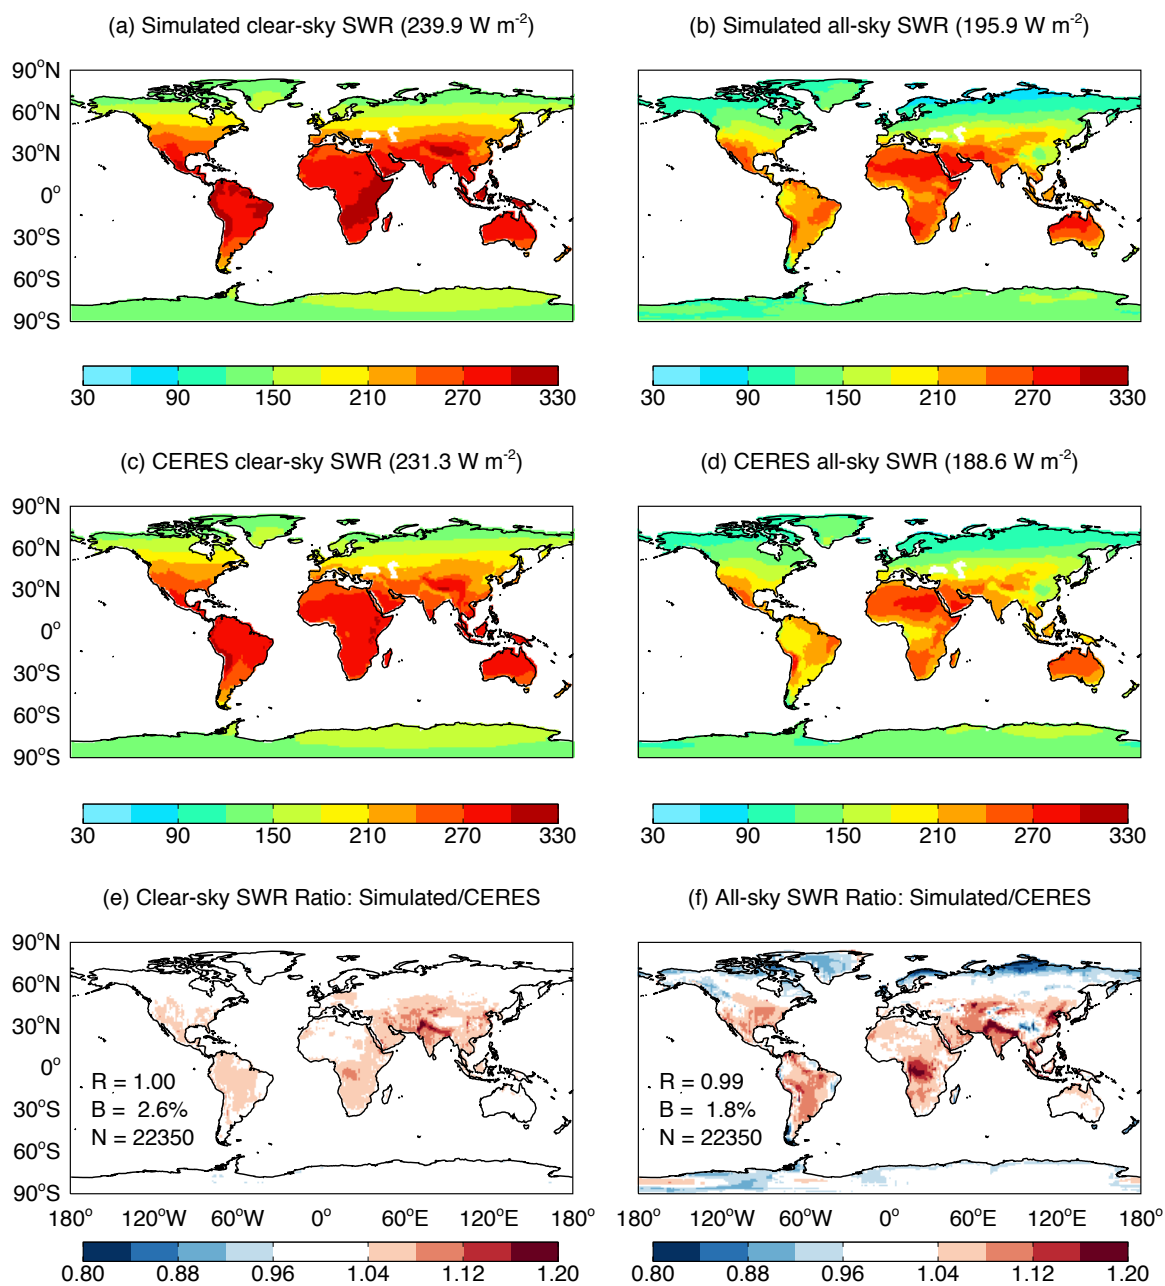 (a) Simulated clear-sky SWR (239.9 W m⁻²)
(b) Simulated all-sky SWR (195.9 W m⁻²)
90°N
60°N
30°N
0°
30°S
60°S
90°S
30 90 150 210 270 330
30 90 150 210 270 330
(c) CERES clear-sky SWR (231.3 W m⁻²)
(d) CERES all-sky SWR (188.6 W m⁻²)
90°N
60°N
30°N
0°
30°S
60°S
90°S
30 90 150 210 270 330
30 90 150 210 270 330
(e) Clear-sky SWR Ratio: Simulated/CERES
(f) All-sky SWR Ratio: Simulated/CERES
90°N
60°N
30°N
0°
30°S
60°S
90°S
R = 1.00
B = 2.6%
N = 22350
R = 0.99
B = 1.8%
N = 22350
180° 120°W 60°W 0° 60°E 120°E 180°
180° 120°W 60°W 0° 60°E 120°E 180°
0.80 0.88 0.96 1.04 1.12 1.20
0.80 0.88 0.96 1.04 1.12 1.20